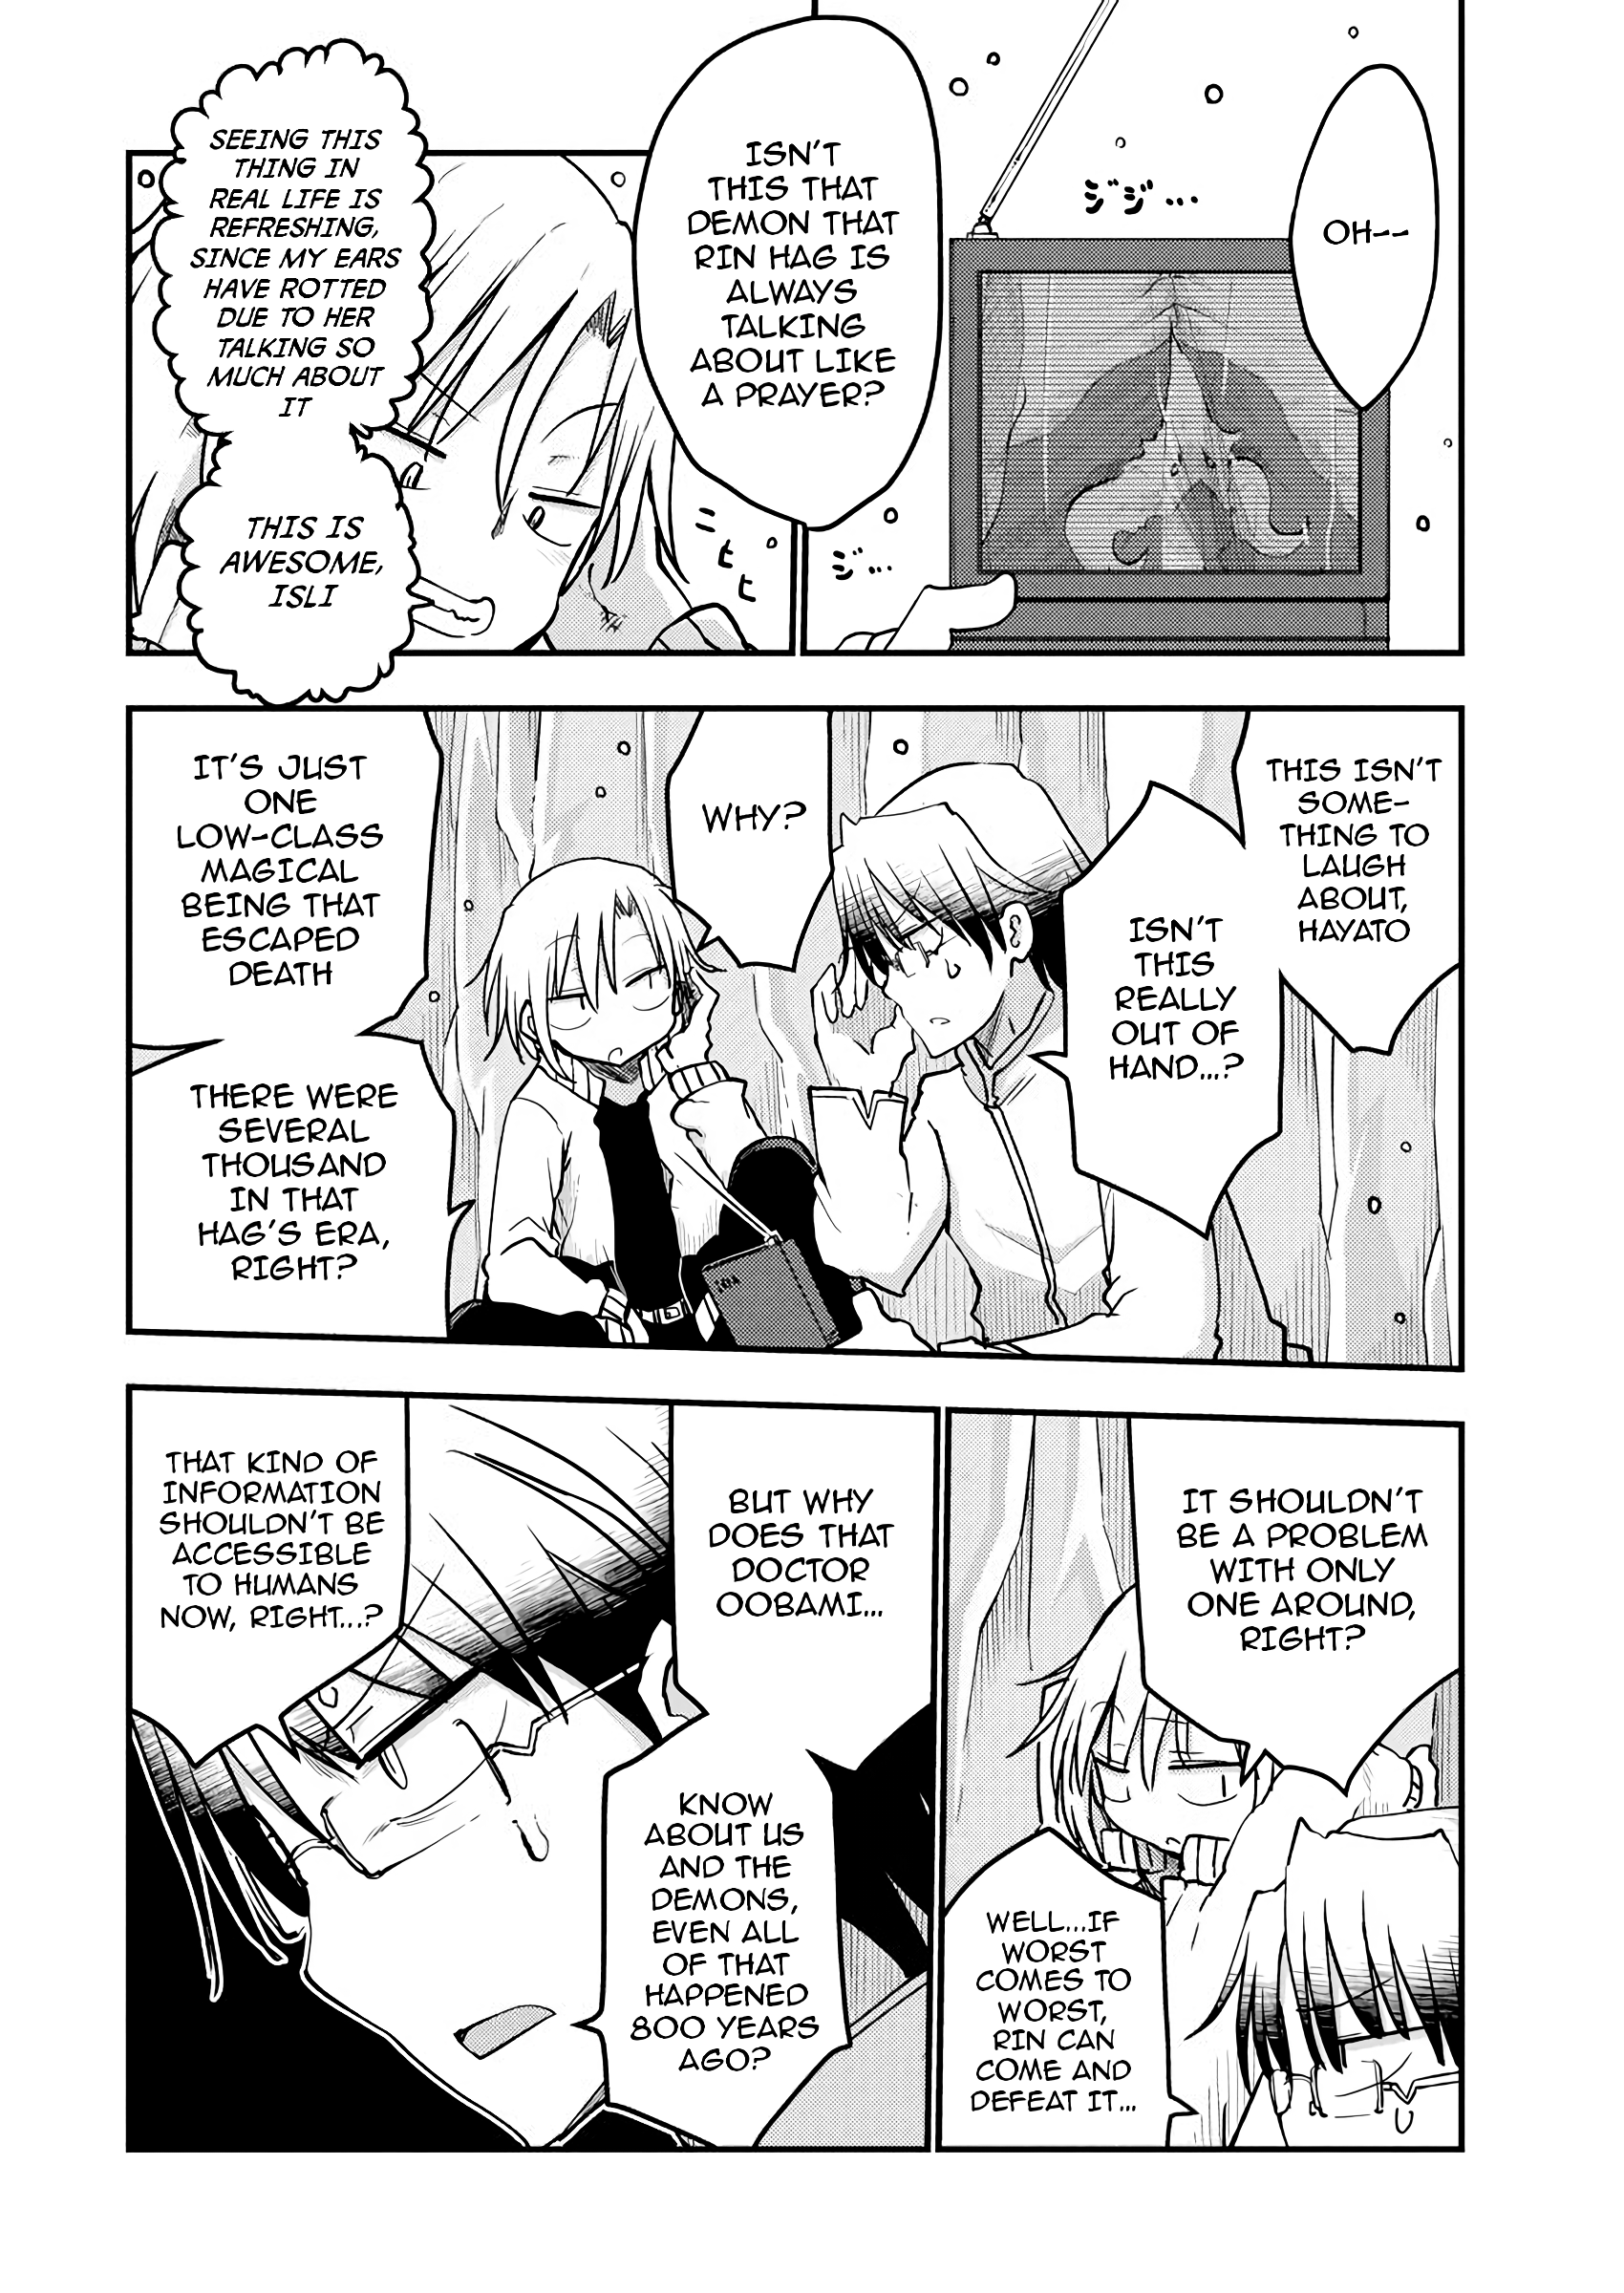 OH--
ジジ...
ISN'T
THIS THAT
DEMON THAT
RIN HAG IS
ALWAYS
TALKING
ABOUT LIKE
A PRAYER?
ジ...
SEEING THIS
THING IN
REAL LIFE IS
REFRESHING,
SINCE MY EARS
HAVE ROTTED
DUE TO HER
TALKING SO
MUCH ABOUT
IT
THIS IS
AWESOME,
ISLI
ニヒヒ
THIS ISN'T
SOME-
THING TO
LAUGH
ABOUT,
HAYATO
ISN'T
THIS
REALLY
OUT OF
HAND...?
WHY?
IT'S JUST
ONE
LOW-CLASS
MAGICAL
BEING THAT
ESCAPED
DEATH
THERE WERE
SEVERAL
THOUSAND
IN THAT
HAG'S ERA,
RIGHT?
IT SHOULDN'T
BE A PROBLEM
WITH ONLY
ONE AROUND,
RIGHT?
WELL...IF
WORST
COMES TO
WORST,
RIN CAN
COME AND
DEFEAT IT...
BUT WHY
DOES THAT
DOCTOR
OOBAMI...
KNOW
ABOUT US
AND THE
DEMONS,
EVEN ALL
OF THAT
HAPPENED
800 YEARS
AGO?
THAT KIND OF
INFORMATION
SHOULDN'T BE
ACCESSIBLE
TO HUMANS
NOW, RIGHT...?